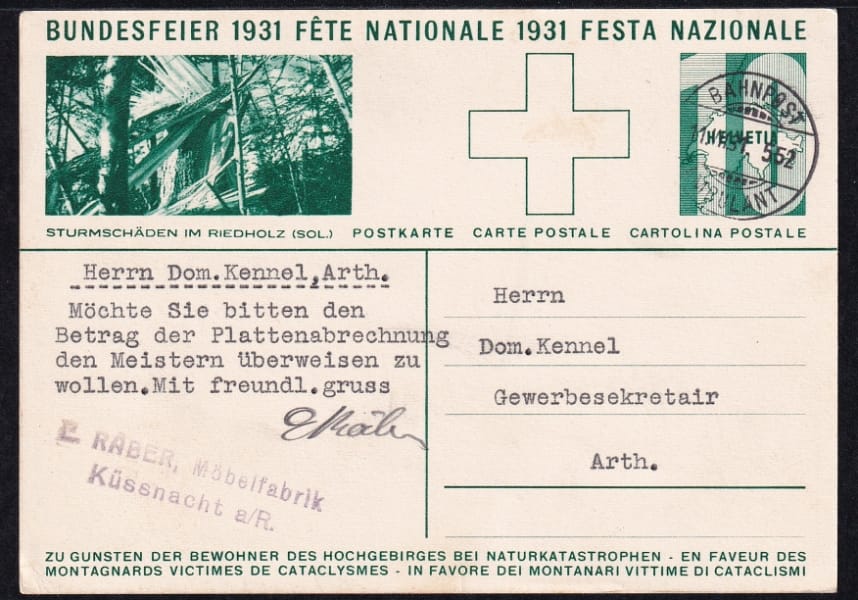 BUNDESFEIER 1931 FÊTE NATIONALE 1931 FESTA NAZIONALE
BAHNPOST
HELVETIA
552
AMBULANT
STURMSCHÄDEN IM RIEDHOLZ (SOL.) POSTKARTE CARTE POSTALE CARTOLINA POSTALE
Herrn Dom.Kennel,Arth.
Möchte Sie bitten den
Betrag der Plattenabrechnung
den Meistern überweisen zu
wollen.Mit freundl.gruss
E. RÄBER, Möbelfabrik
Küssnacht a/R.
Herrn
Dom.Kennel
Gewerbesekretair
Arth.
ZU GUNSTEN DER BEWOHNER DES HOCHGEBIRGES BEI NATURKATASTROPHEN - EN FAVEUR DES
MONTAGNARDS VICTIMES DE CATACLYSMES - IN FAVORE DEI MONTANARI VITTIME DI CATACLISMI